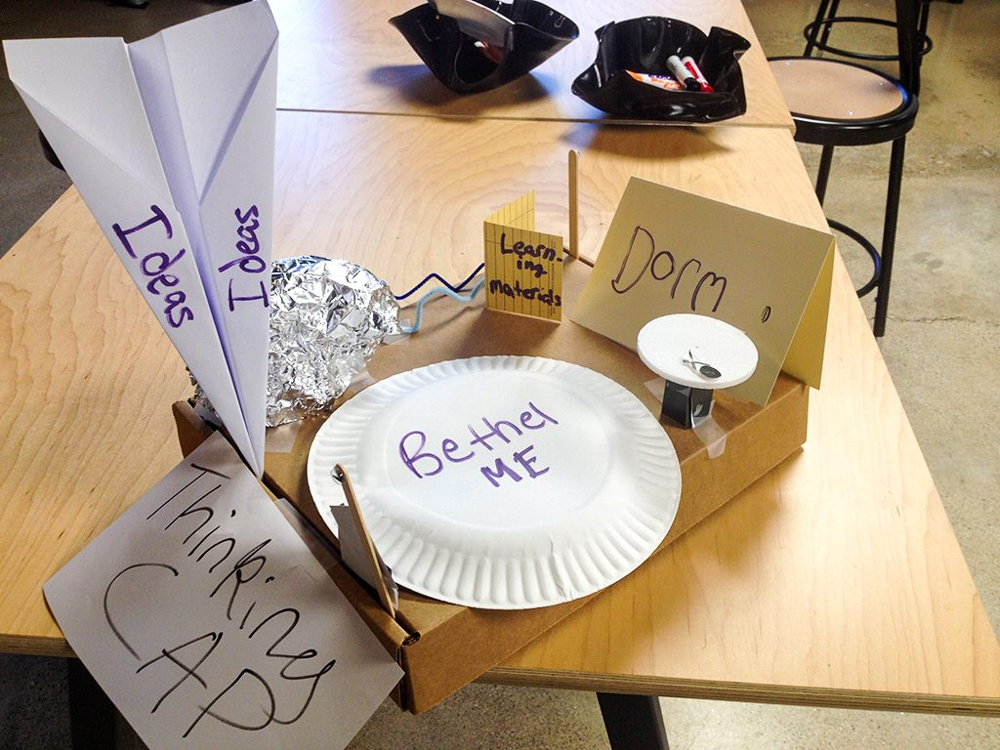 Ideas
Ideas
Learn-
ing
materials
Dorm
Bethel
ME
Thinking
CAP